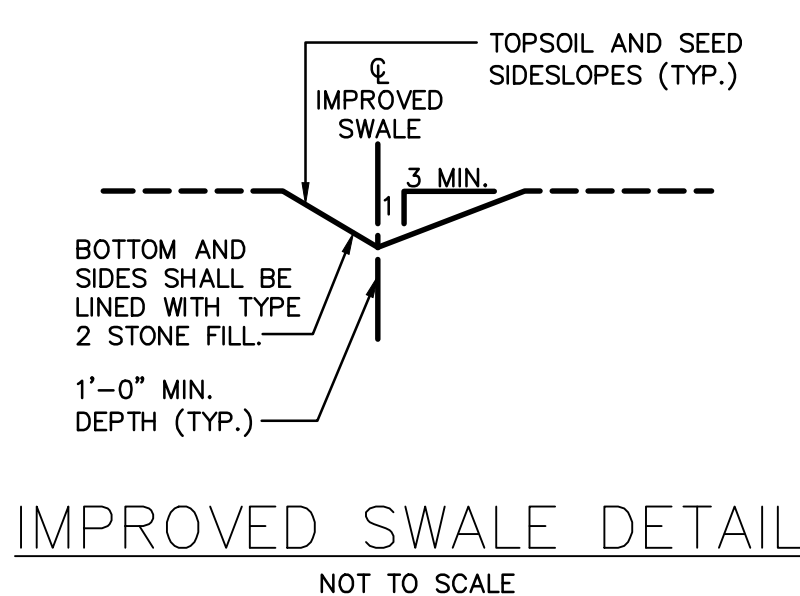 TOPSOIL AND SEED
SIDESLOPES (TYP.)
℄
IMPROVED
SWALE
3 MIN.
1
BOTTOM AND
SIDES SHALL BE
LINED WITH TYPE
2 STONE FILL.
1'-0" MIN.
DEPTH (TYP.)
IMPROVED SWALE DETAIL
NOT TO SCALE